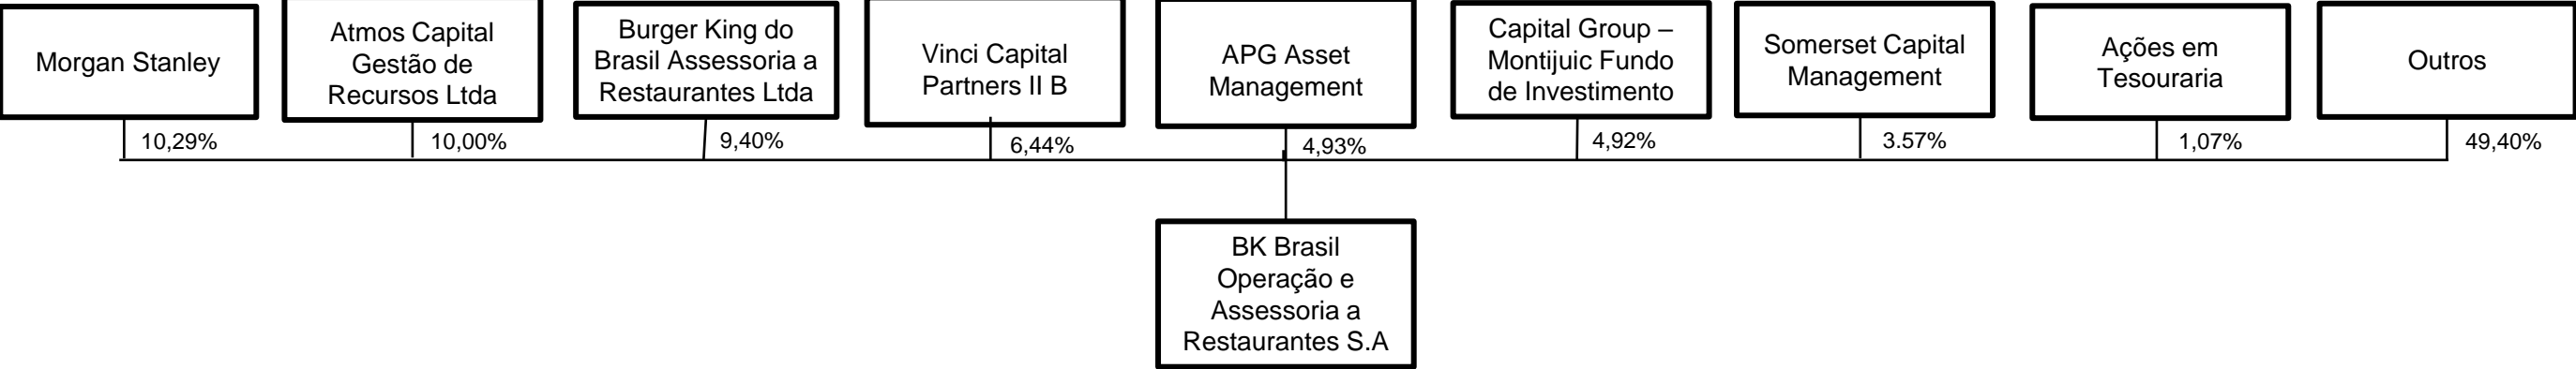 Morgan Stanley
Atmos Capital
Gestão de
Recursos Ltda
Burger King do
Brasil Assessoria a
Restaurantes Ltda
Vinci Capital
Partners II B
APG Asset
Management
Capital Group –
Montijuic Fundo
de Investimento
Somerset Capital
Management
Ações em
Tesouraria
Outros
10,29%
10,00%
9,40%
6,44%
4,93%
4,92%
3.57%
1,07%
49,40%
BK Brasil
Operação e
Assessoria a
Restaurantes S.A